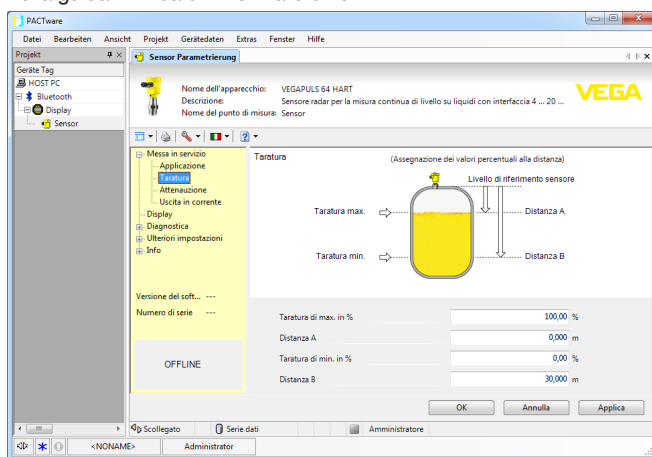 PACTware
Datei Bearbeiten Ansicht Projekt Gerätedaten Extras Fenster Hilfe
Projekt
Geräte Tag
HOST PC
Bluetooth
Display
Sensor
Sensor Parametrierung
Nome dell'apparecchio: VEGAPULS 64 HART
Descrizione: Sensore radar per la misura continua di livello su liquidi con interfaccia 4 ... 20 ...
Nome del punto di misura: Sensor
VEGA
Messa in servizio
Applicazione
Taratura
Attenuazione
Uscita in corrente
Display
Diagnostica
Ulteriori impostazioni
Info
Versione del soft... ---
Numero di serie ---
OFFLINE
Taratura
(Assegnazione dei valori percentuali alla distanza)
Livello di riferimento sensore
Taratura max.
Distanza A
Taratura min.
Distanza B
Taratura di max. in % 100,00 %
Distanza A 0,000 m
Taratura di min. in % 0,00 %
Distanza B 30,000 m
OK Annulla Applica
Scollegato Serie dati Amministratore
<NONAME> Administrator